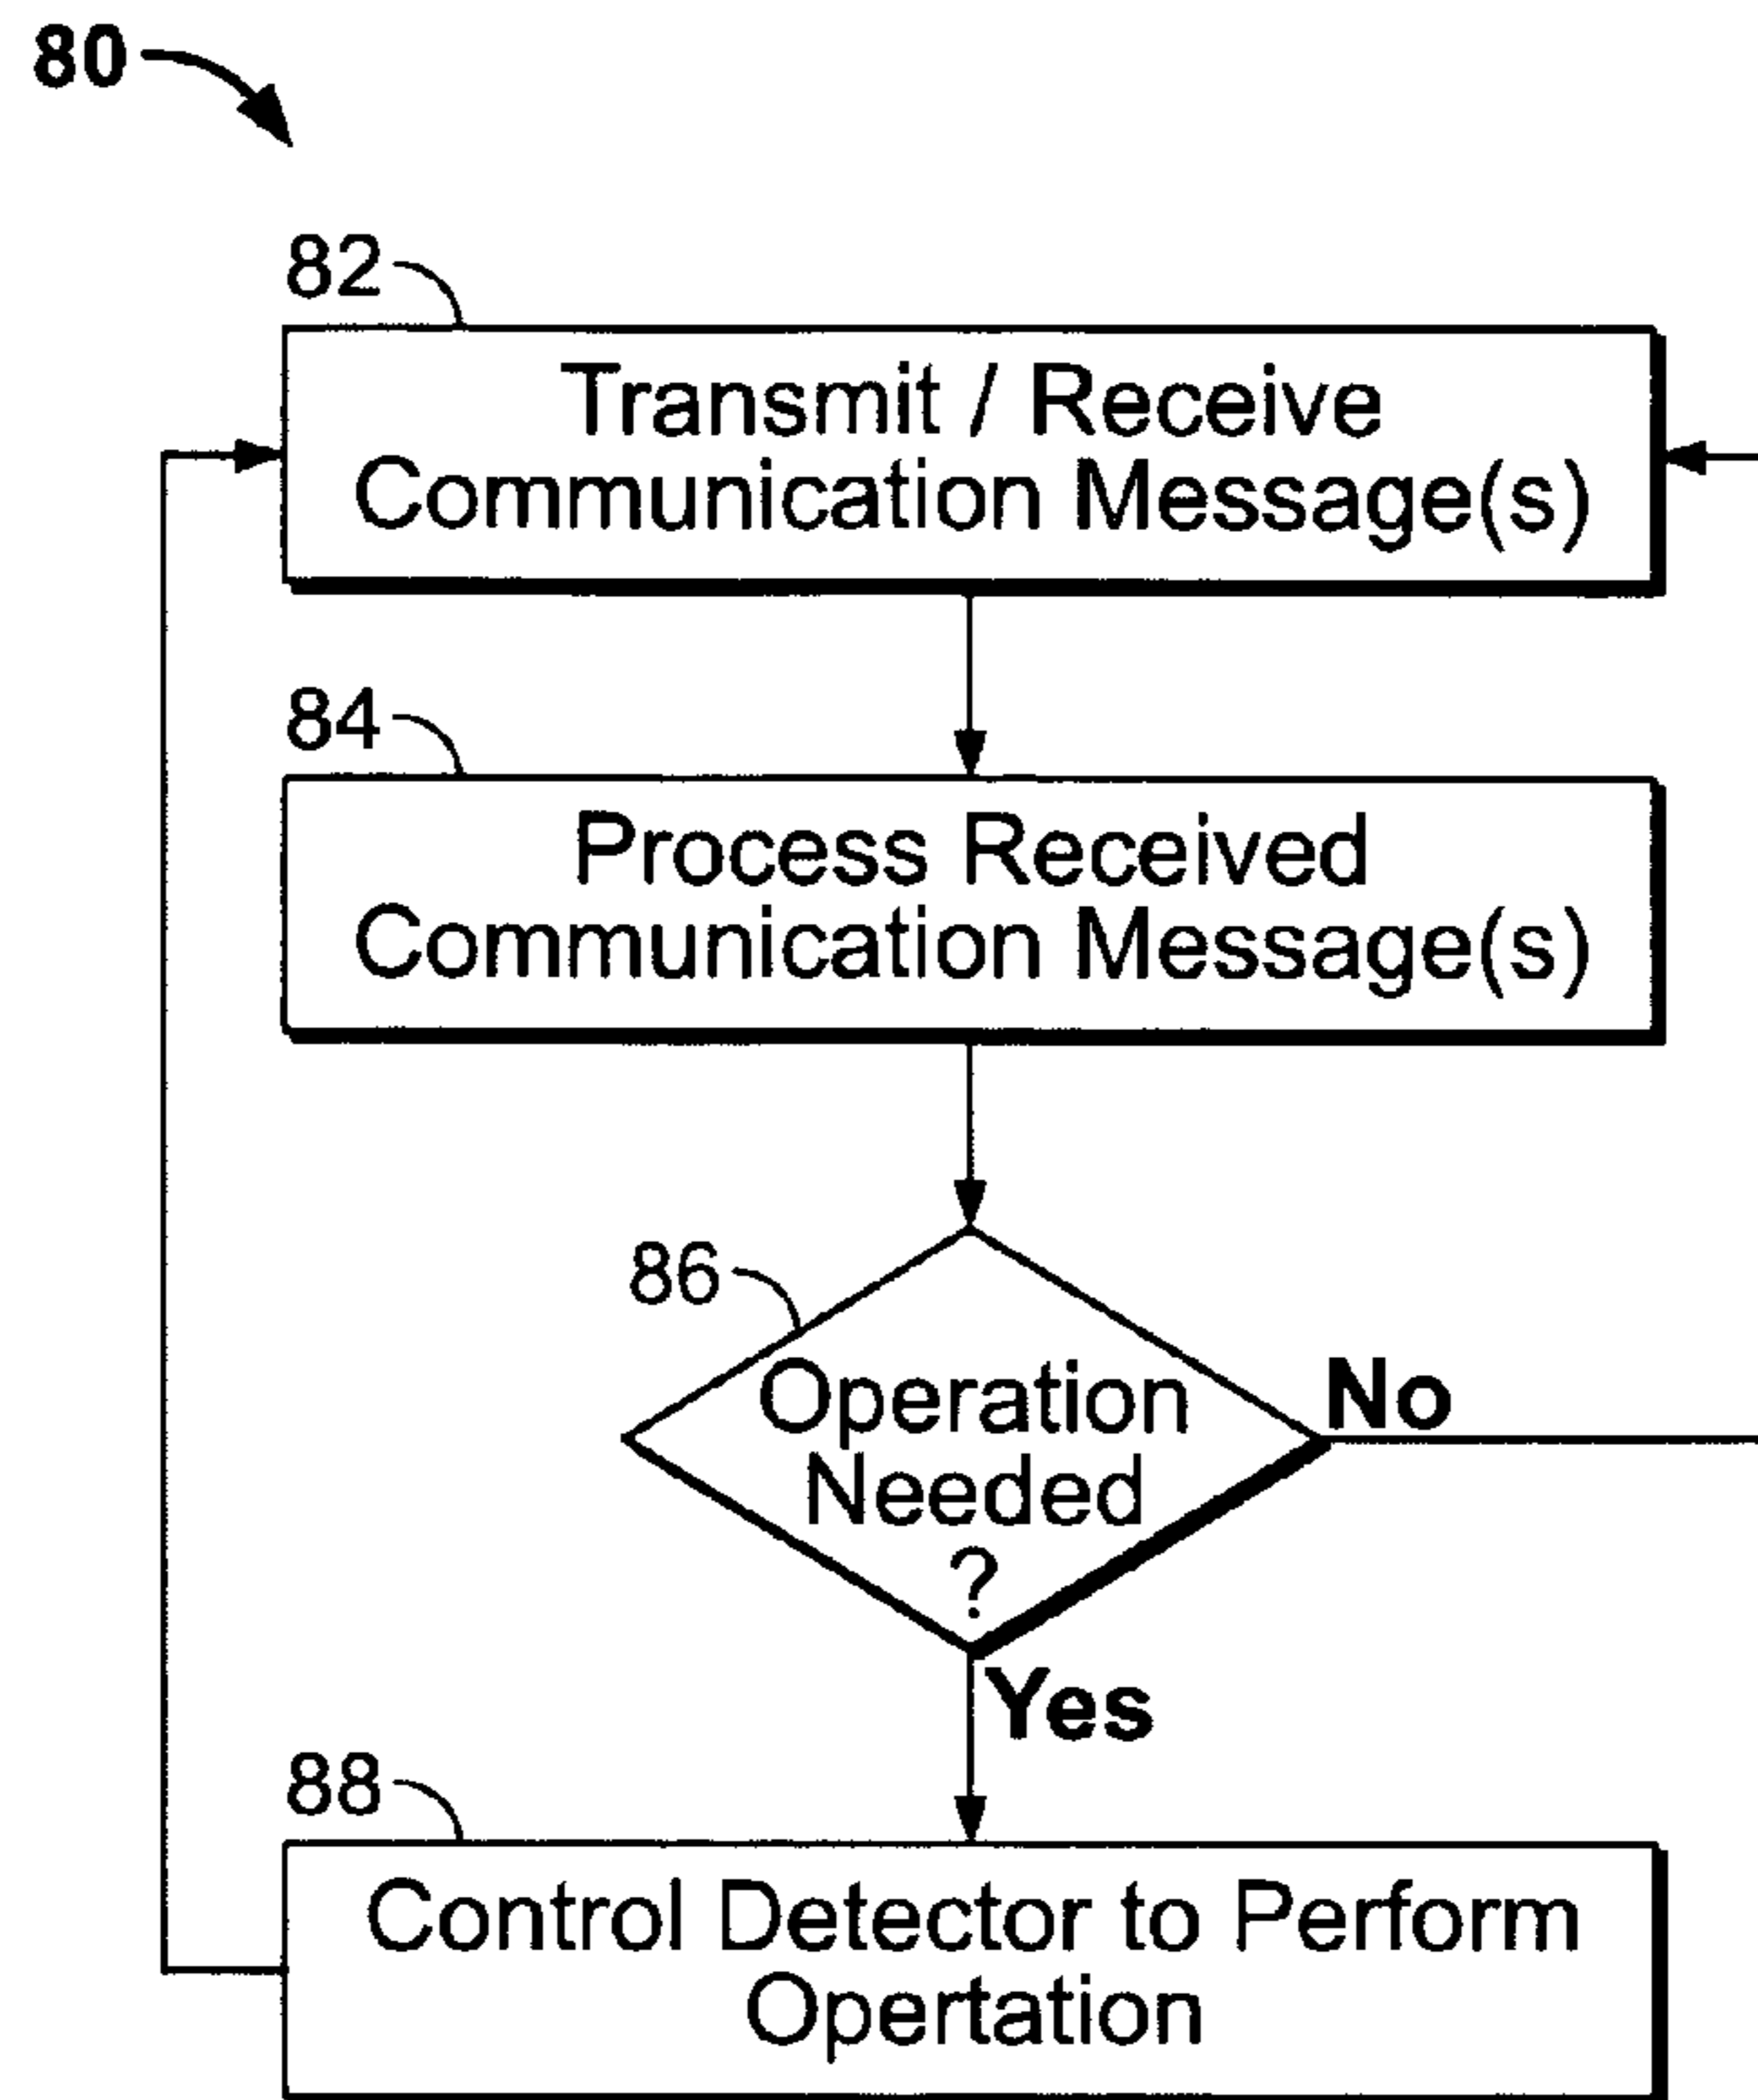 80
82
Transmit / Receive
Communication Message(s)
84
Process Received
Communication Message(s)
86
Operation
Needed
?
No
Yes
88
Control Detector to Perform
Opertation